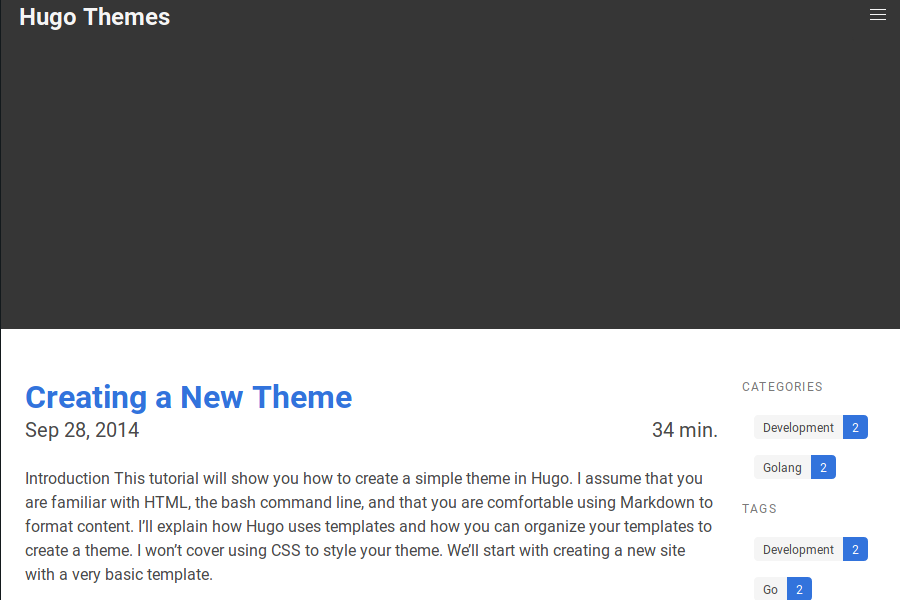 Hugo Themes
Creating a New Theme
Sep 28, 2014
34 min.
Introduction This tutorial will show you how to create a simple theme in Hugo. I assume that you
are familiar with HTML, the bash command line, and that you are comfortable using Markdown to
format content. I’ll explain how Hugo uses templates and how you can organize your templates to
create a theme. I won’t cover using CSS to style your theme. We’ll start with creating a new site
with a very basic template.
CATEGORIES
Development 2
Golang 2
TAGS
Development 2
Go 2